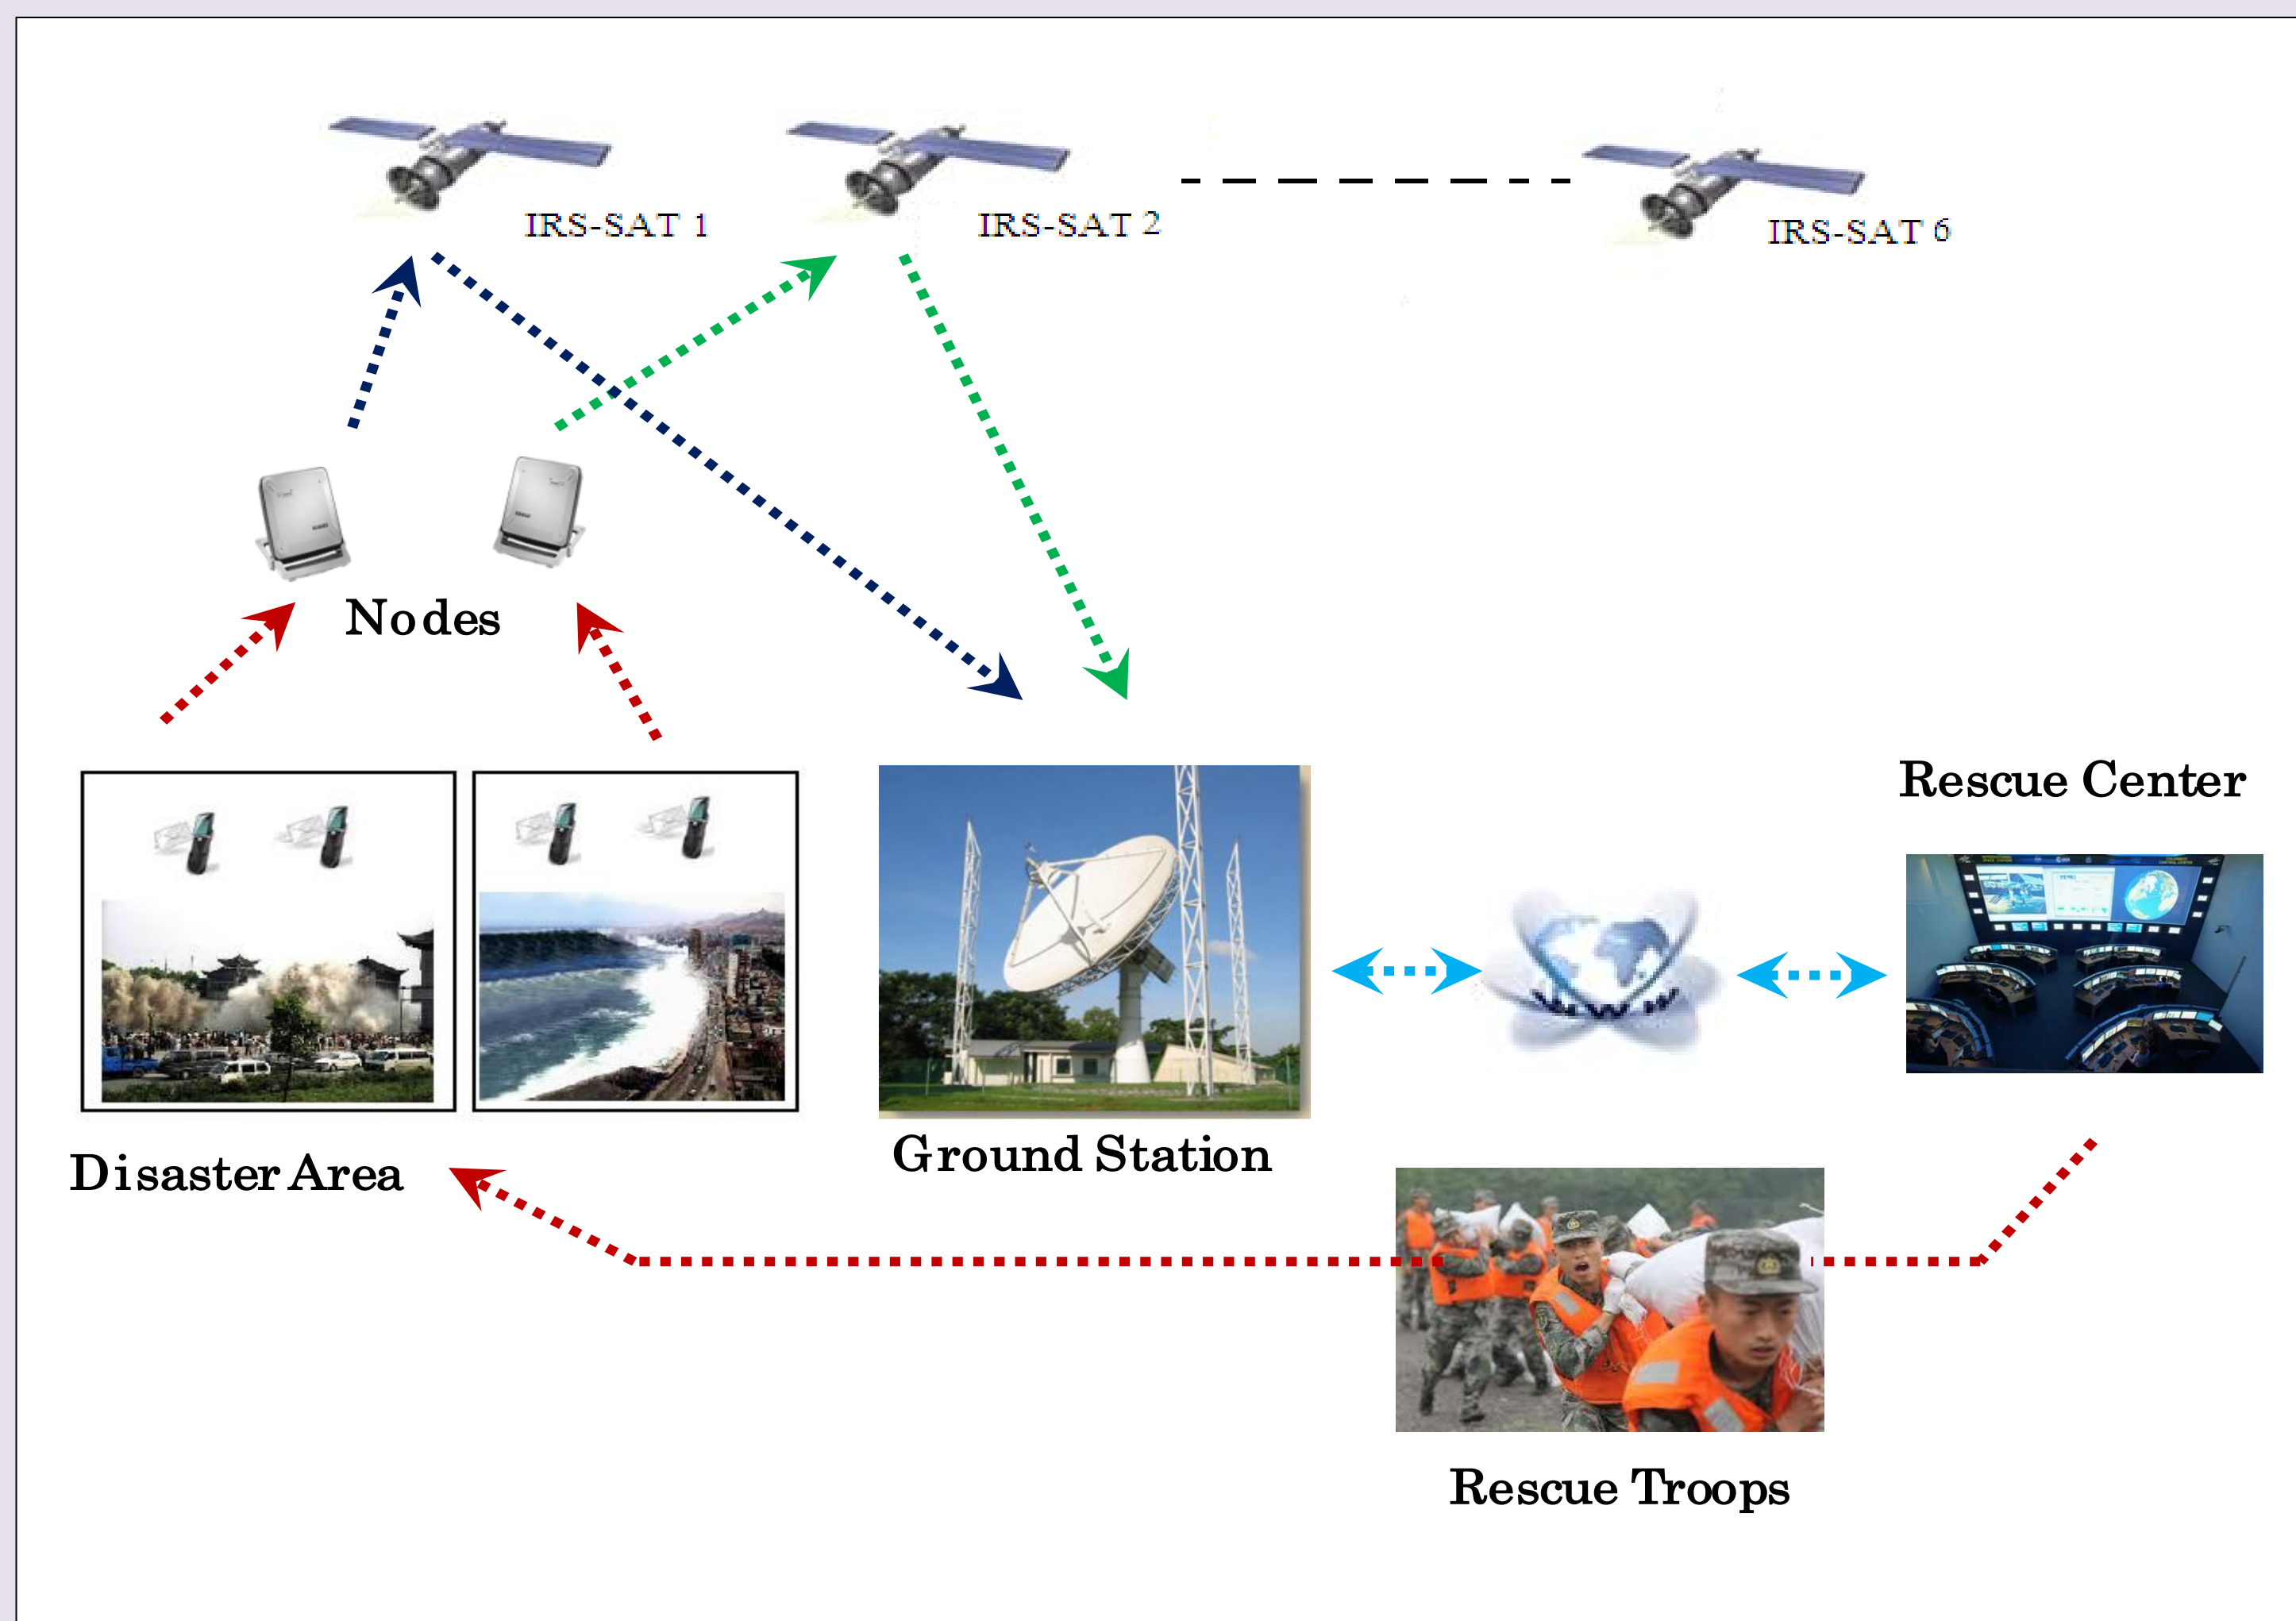 IRS-SAT 1
IRS-SAT 2
IRS-SAT 6
Nodes
Rescue Center
Disaster Area
Ground Station
Rescue Troops